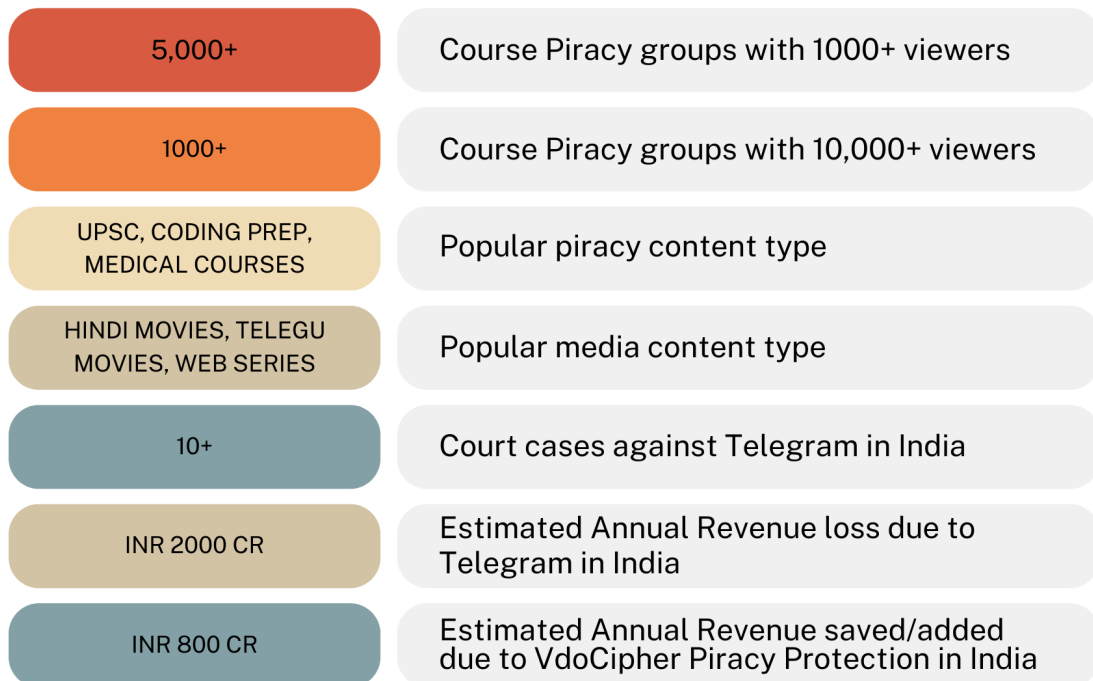 5,000+
Course Piracy groups with 1000+ viewers
1000+
Course Piracy groups with 10,000+ viewers
UPSC, CODING PREP,
MEDICAL COURSES
Popular piracy content type
HINDI MOVIES, TELEGU
MOVIES, WEB SERIES
Popular media content type
10+
Court cases against Telegram in India
INR 2000 CR
Estimated Annual Revenue loss due to
Telegram in India
INR 800 CR
Estimated Annual Revenue saved/added
due to VdoCipher Piracy Protection in India